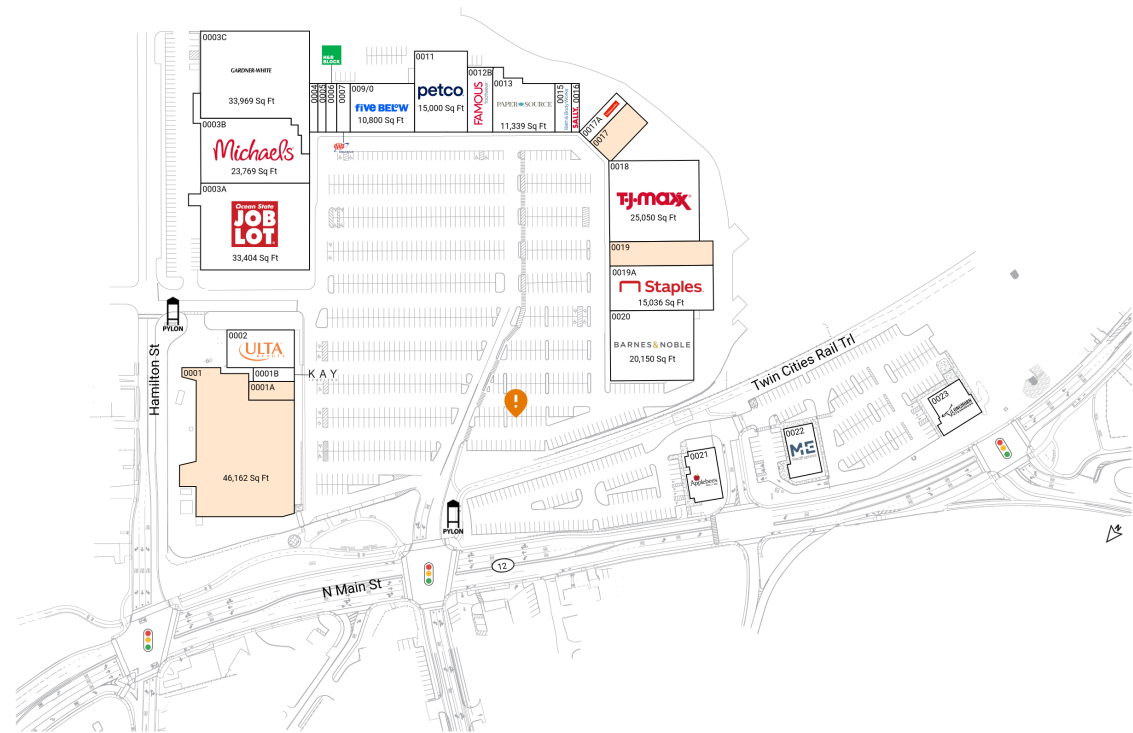 0003C
GARDNER-WHITE
33,969 Sq Ft
0003B
Michaels
23,769 Sq Ft
0003A
Ocean State
JOB
LOT
33,404 Sq Ft
H&R
BLOCK
0004
0005
0006
0007
009/0
five BEL°W
10,800 Sq Ft
0011
petco
15,000 Sq Ft
0012B
FAMOUS
footwear
0013
PAPER SOURCE
11,339 Sq Ft
0015
Bath & Body Works
0016
SALLY
0017A
0017
0018
T·J·maxx
25,050 Sq Ft
0019
0019A
Staples
15,036 Sq Ft
0020
BARNES & NOBLE
20,150 Sq Ft
PYLON
Hamilton St
0002
ULTA
BEAUTY
0001B
KAY
0001A
0001
46,162 Sq Ft
!
Twin Cities Rail Trl
0023
0022
ME
0021
Applebee's
PYLON
12
N Main St
N